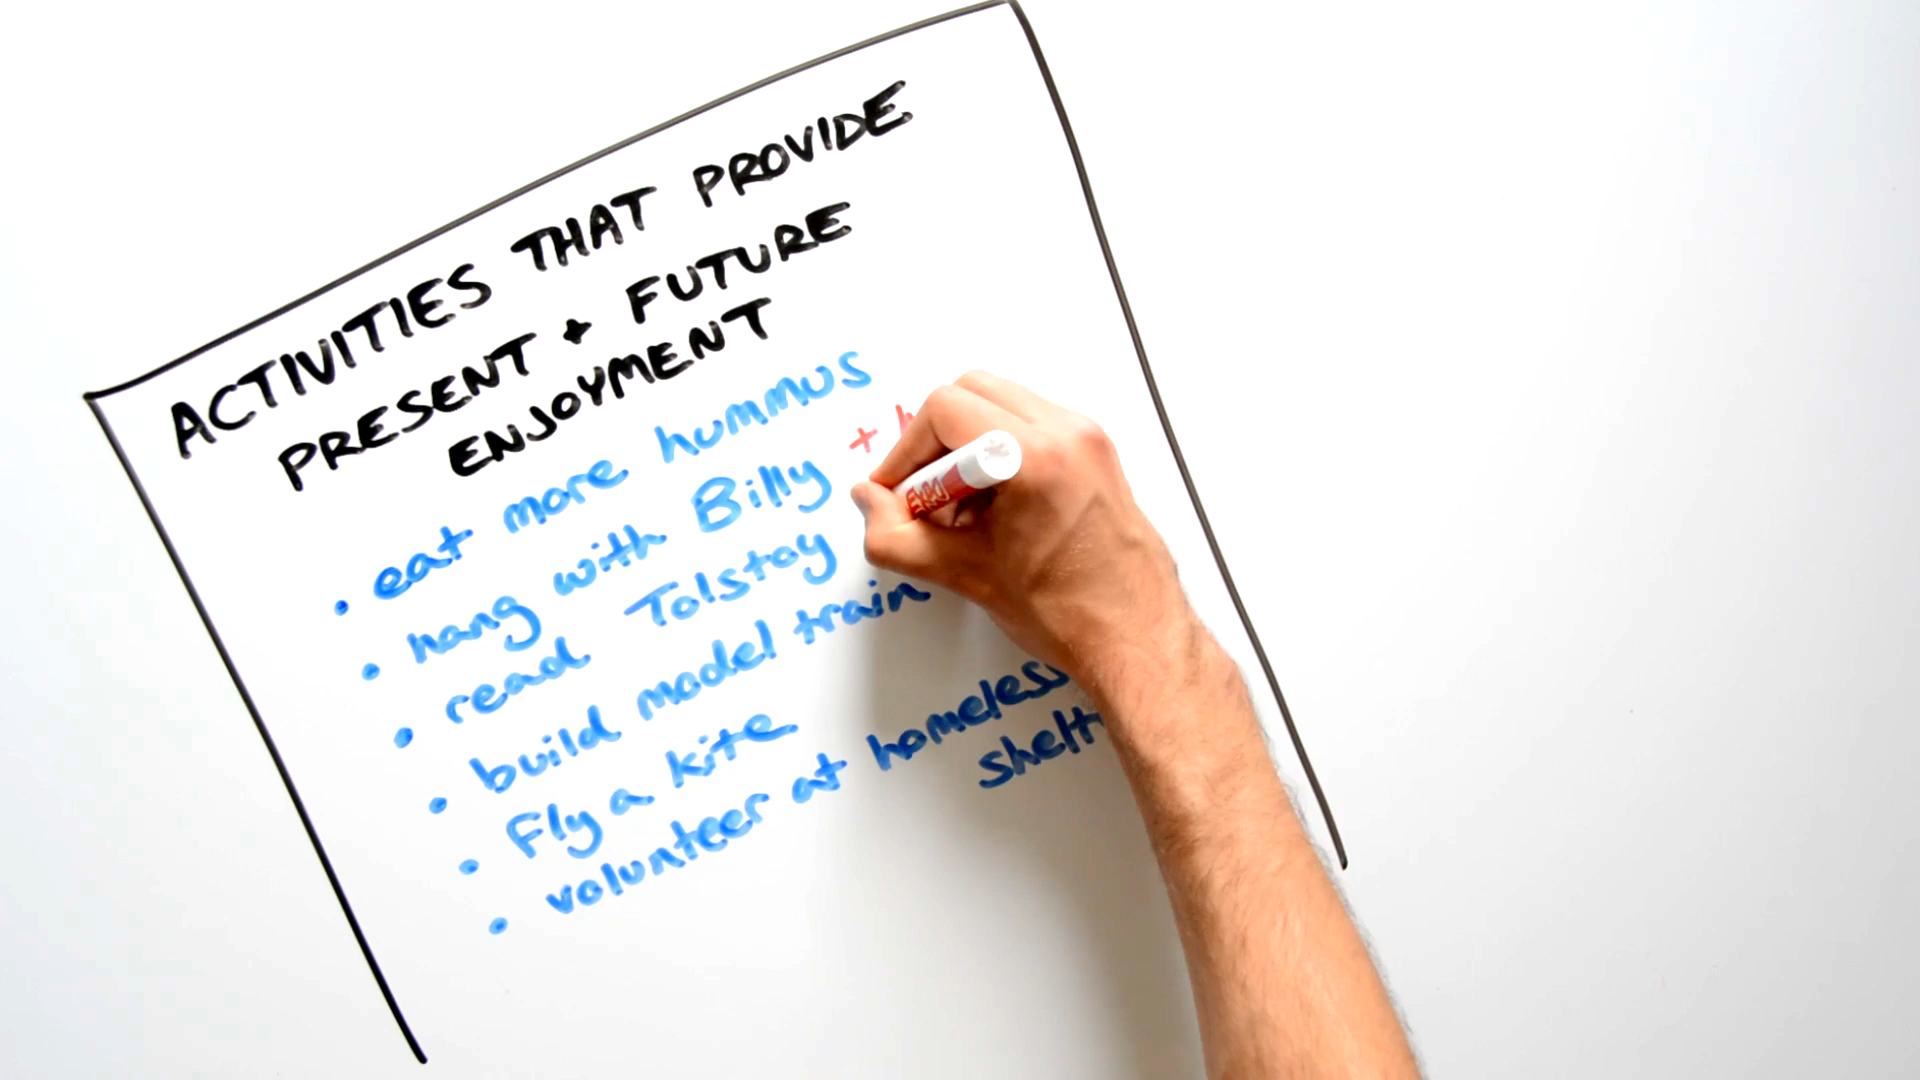 ACTIVITIES THAT PROVIDE
PRESENT + FUTURE
ENJOYMENT
• eat more hummus
• hang with Billy +
• read Tolstoy
• build model train
• Fly a kite
• volunteer at homeless
EXPO